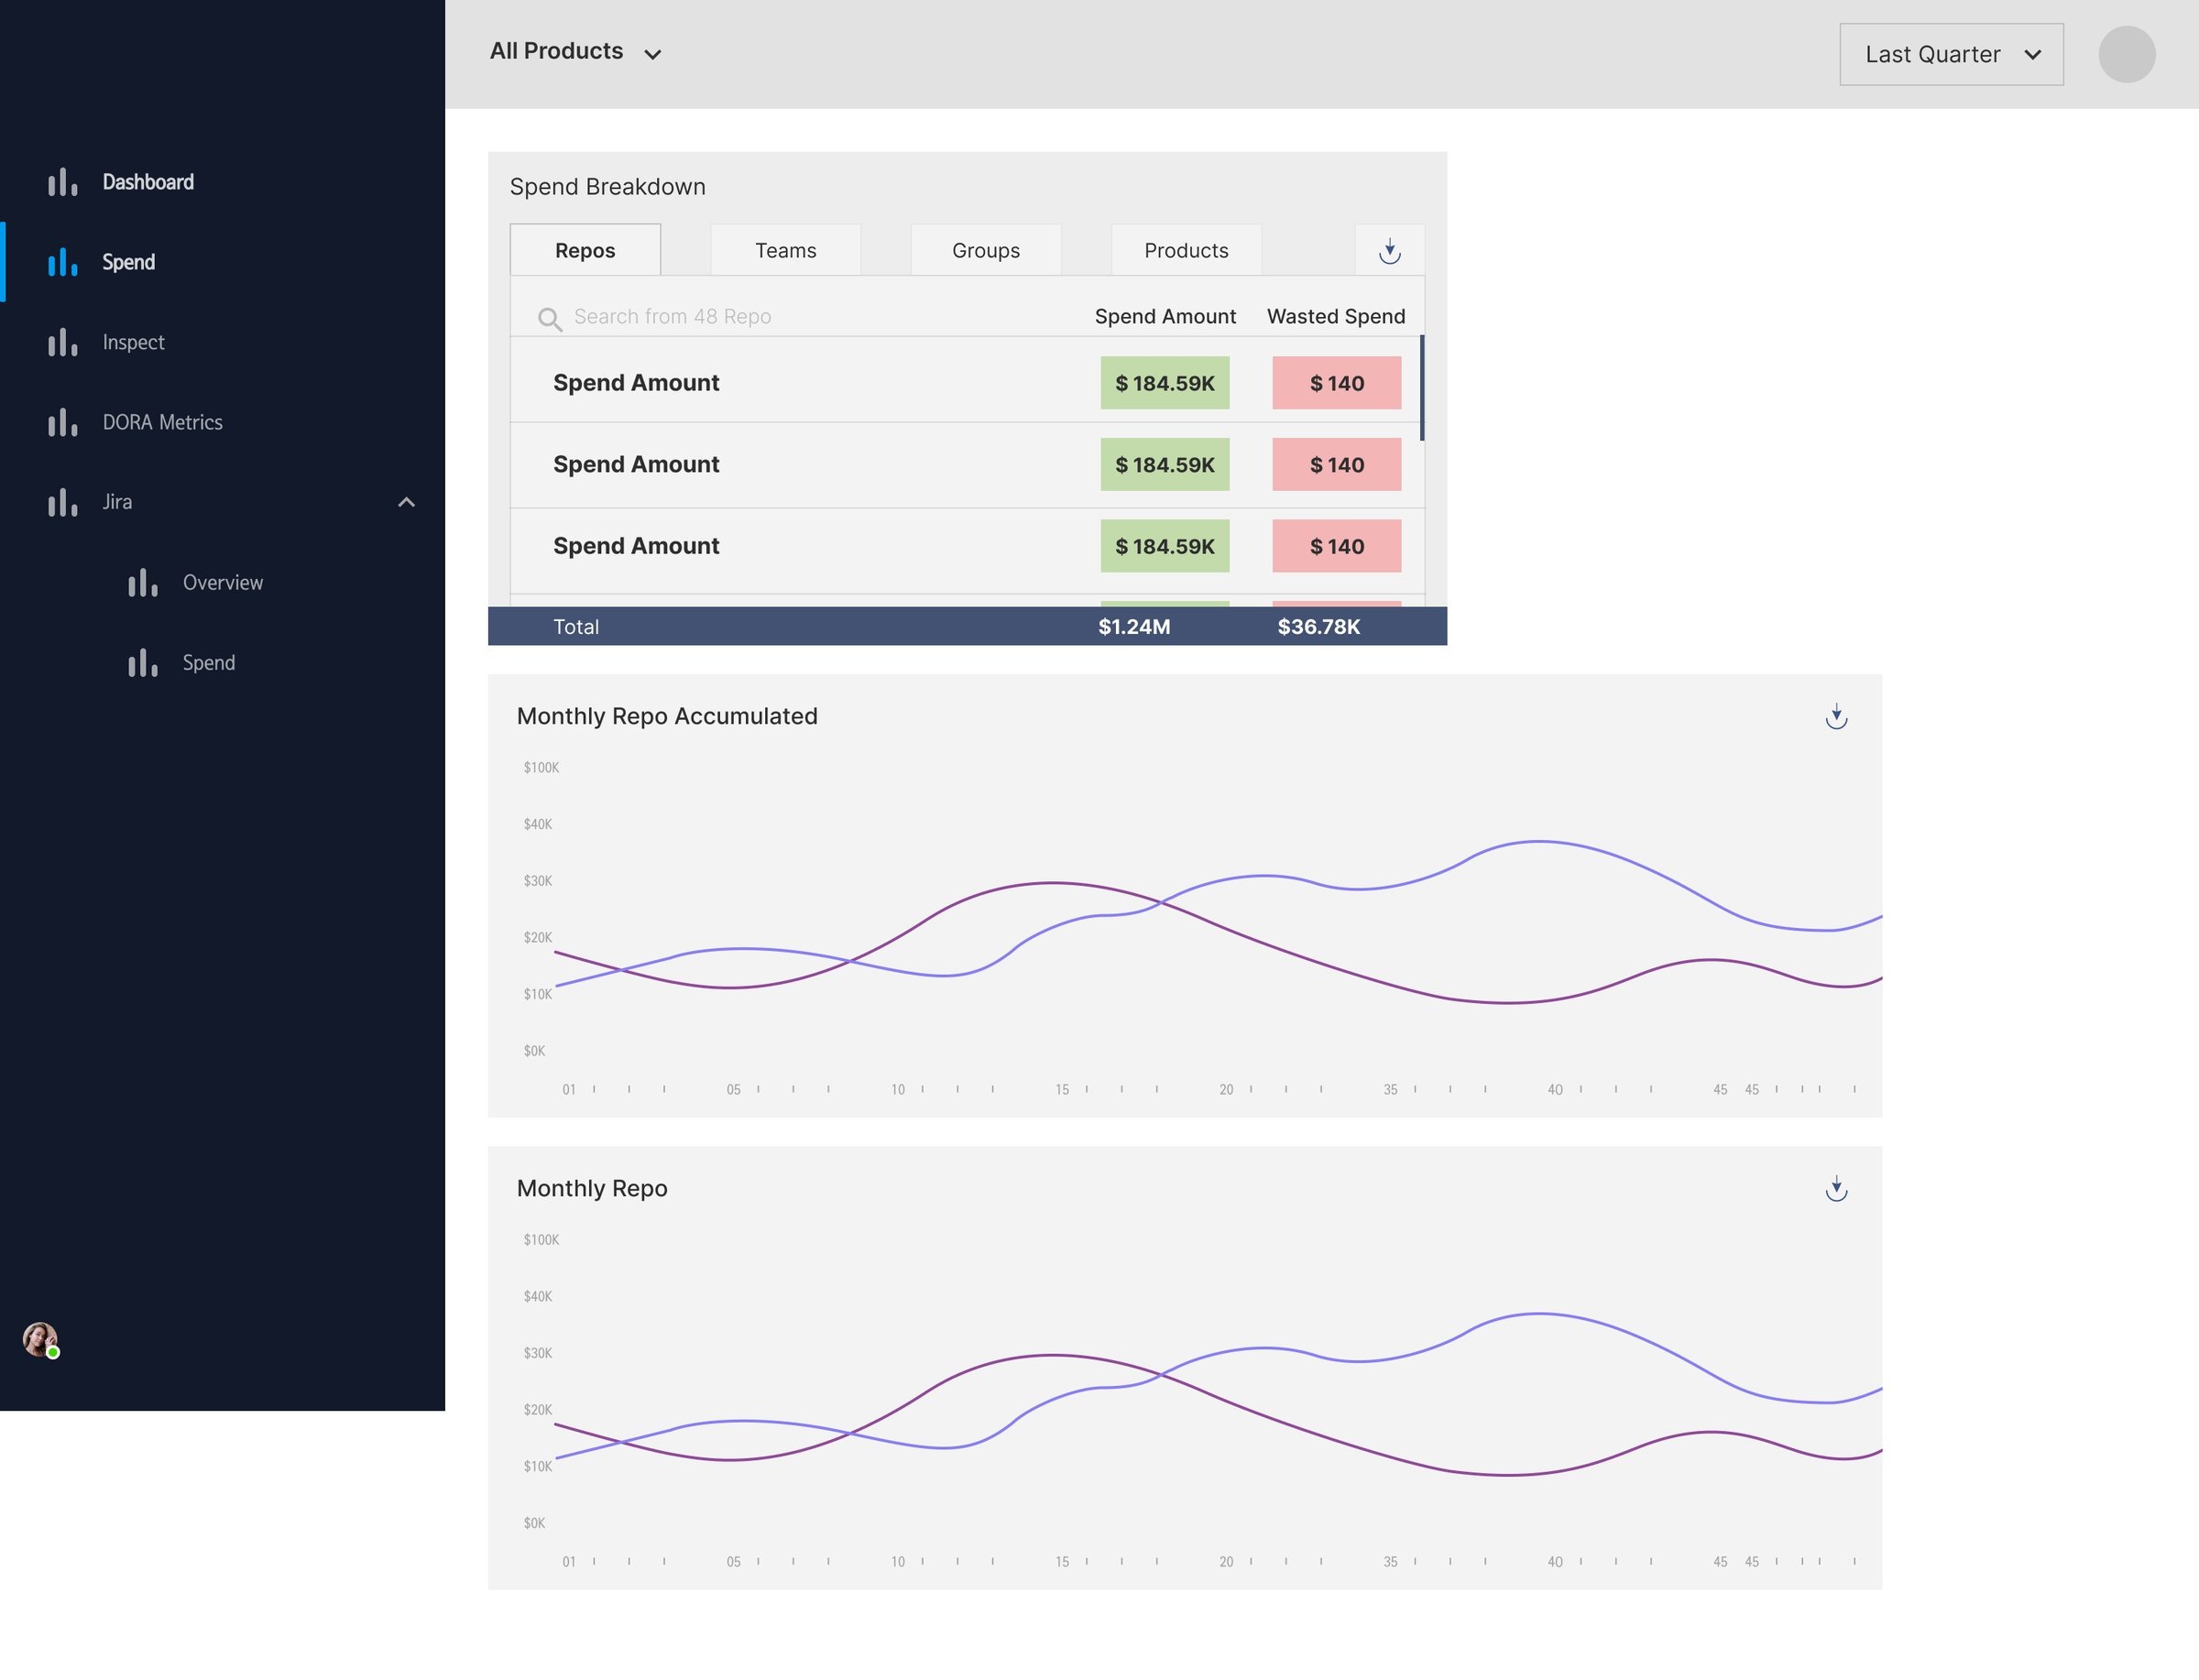 All Products
Last Quarter
Dashboard
Spend
Inspect
DORA Metrics
Jira
Overview
Spend
Spend Breakdown
Repos Teams Groups Products
Search from 48 Repo Spend Amount Wasted Spend
Spend Amount $ 184.59K $ 140
Spend Amount $ 184.59K $ 140
Spend Amount $ 184.59K $ 140
Total $1.24M $36.78K
Monthly Repo Accumulated
$100K
$40K
$30K
$20K
$10K
$0K
01 05 10 15 20 35 40 45 45
Monthly Repo
$100K
$40K
$30K
$20K
$10K
$0K
01 05 10 15 20 35 40 45 45